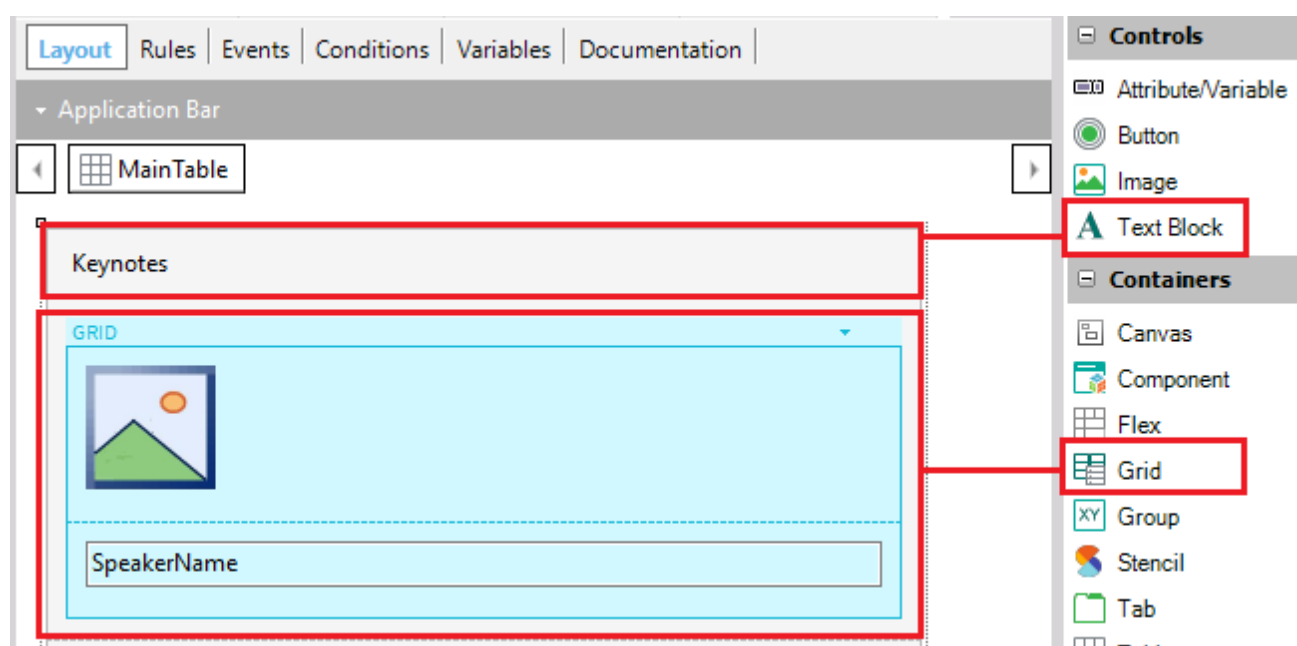 Layout Rules Events Conditions Variables Documentation
Application Bar
MainTable
Keynotes
GRID
SpeakerName
Controls
Attribute/Variable
Button
Image
A Text Block
Containers
Canvas
Component
Flex
Grid
XY Group
Stencil
Tab